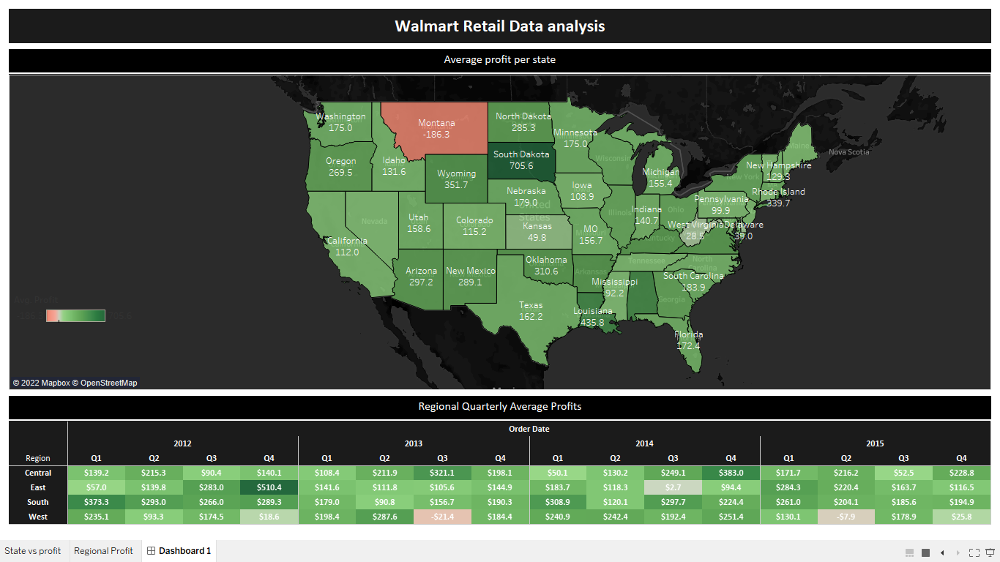 Walmart Retail Data analysis
Average profit per state
Washington
175.0
Montana
-186.3
North Dakota
285.3
Minnesota
175.0
Oregon
269.5
Idaho
131.6
Wyoming
351.7
South Dakota
705.6
Wisconsin
Michigan
155.4
Maine
Nova Scotia
New York
New Hampshire
129.3
Rhode Island
339.7
Nebraska
179.0
Iowa
108.9
Pennsylvania
99.9
United
States
Nevada
Utah
158.6
Colorado
115.2
Kansas
49.8
MO
156.7
Illinois
Indiana
140.7
Ohio
West Virginia
28.5
Delaware
39.0
California
112.0
Kentucky
Arizona
297.2
New Mexico
289.1
Oklahoma
310.6
Arkansas
Tennessee
North
Carolina
Mississippi
92.2
South Carolina
183.9
Georgia
Texas
162.2
Louisiana
435.8
Florida
172.4
Avg. Profit
© 2022 Mapbox © OpenStreetMap
Regional Quarterly Average Profits
Order Date
2012 2013 2014 2015
Region Q1 Q2 Q3 Q4 Q1 Q2 Q3 Q4 Q1 Q2 Q3 Q4 Q1 Q2 Q3 Q4
Central $139.2 $215.3 $90.4 $140.1 $108.4 $211.9 $321.1 $198.1 $50.1 $130.2 $249.1 $383.0 $171.7 $216.2 $52.5 $228.8
East $57.0 $139.8 $283.0 $510.4 $141.6 $111.8 $105.6 $144.9 $183.7 $118.3 $2.7 $94.4 $284.3 $220.4 $163.7 $116.5
South $373.3 $293.0 $266.0 $289.3 $179.0 $90.8 $156.7 $190.3 $308.9 $120.1 $297.7 $224.4 $261.0 $204.1 $185.6 $194.9
West $235.1 $93.3 $174.5 $18.6 $198.4 $287.6 -$21.4 $184.4 $240.9 $242.4 $192.4 $251.4 $130.1 -$7.9 $178.9 $25.8
State vs profit Regional Profit Dashboard 1